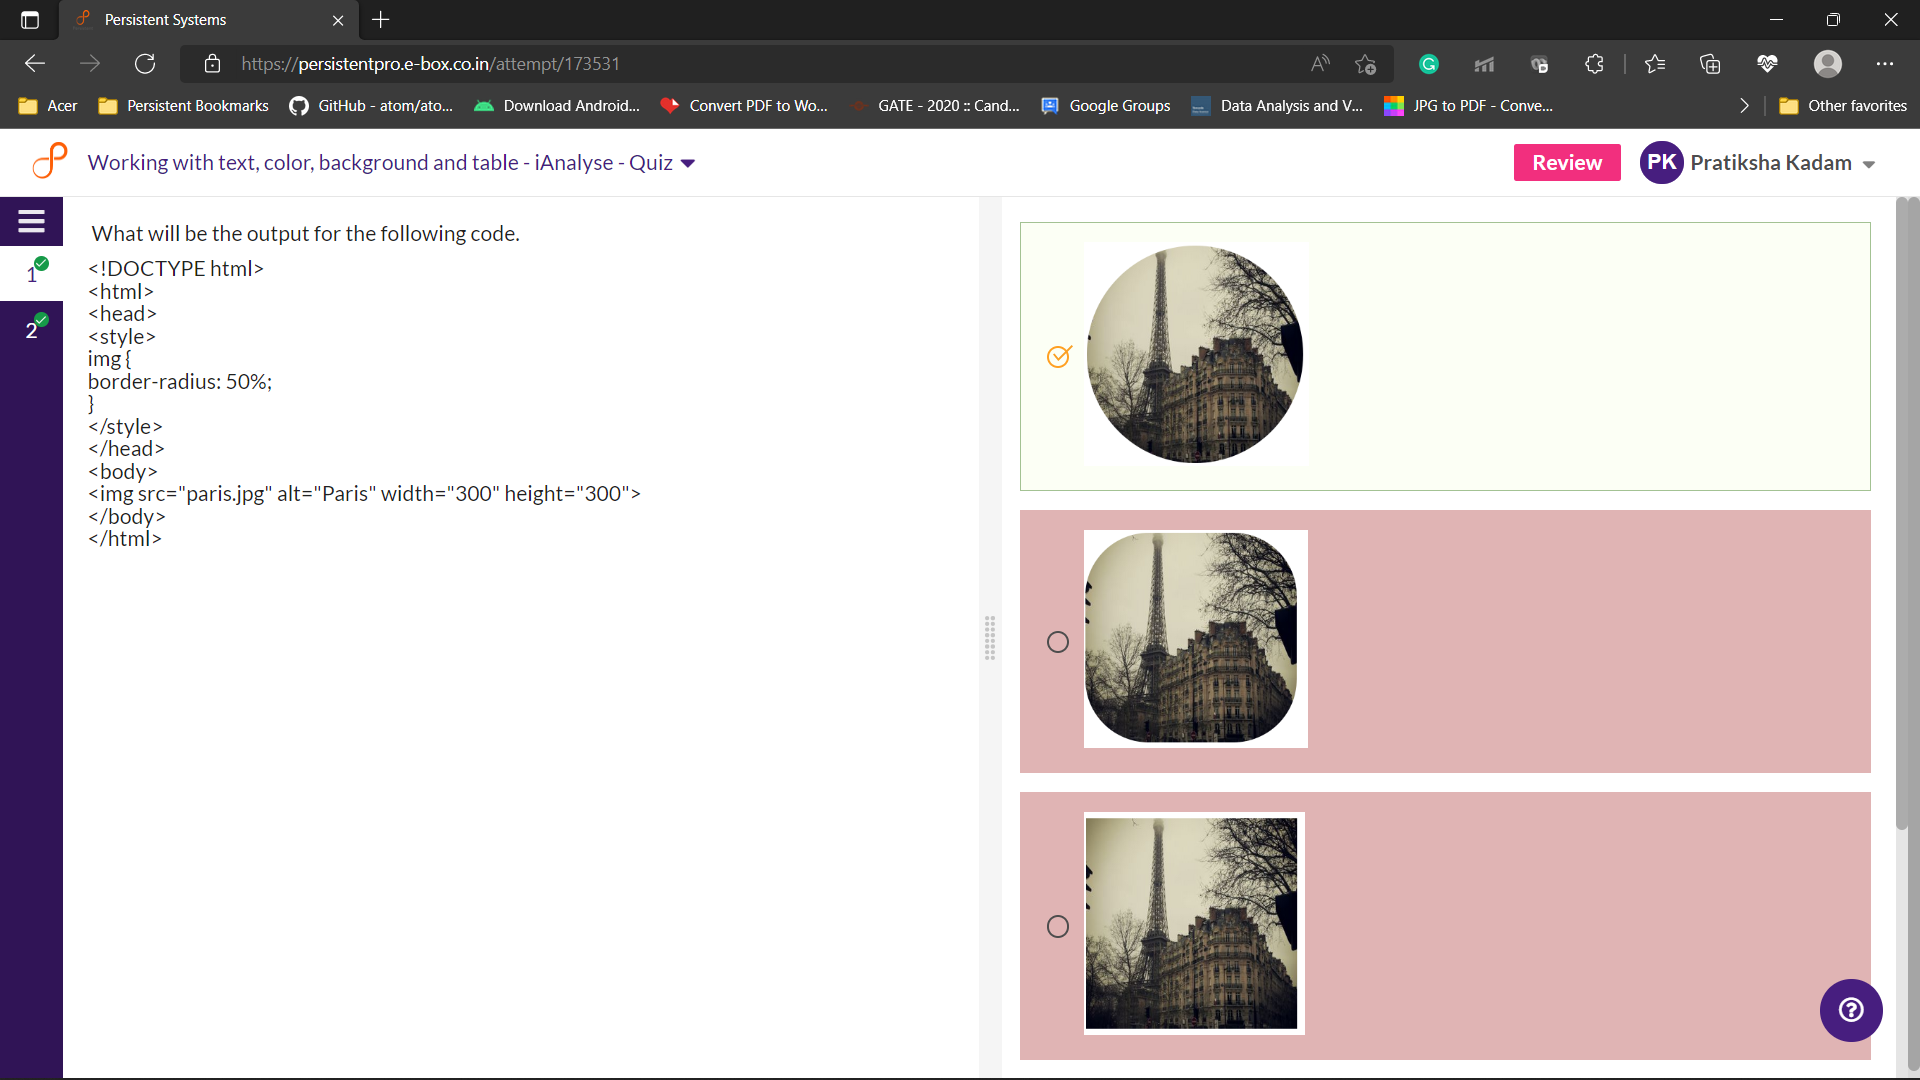 Persistent Systems
https://persistentpro.e-box.co.in/attempt/173531
Acer
Persistent Bookmarks
GitHub - atom/ato...
Download Android...
Convert PDF to Wo...
GATE - 2020 :: Cand...
Google Groups
Data Analysis and V...
JPG to PDF - Conve...
Other favorites
Working with text, color, background and table - iAnalyse - Quiz
Review
PK
Pratiksha Kadam
1
2
What will be the output for the following code.
<!DOCTYPE html>
<html>
<head>
<style>
img {
border-radius: 50%;
}
</style>
</head>
<body>
<img src="paris.jpg" alt="Paris" width="300" height="300">
</body>
</html>